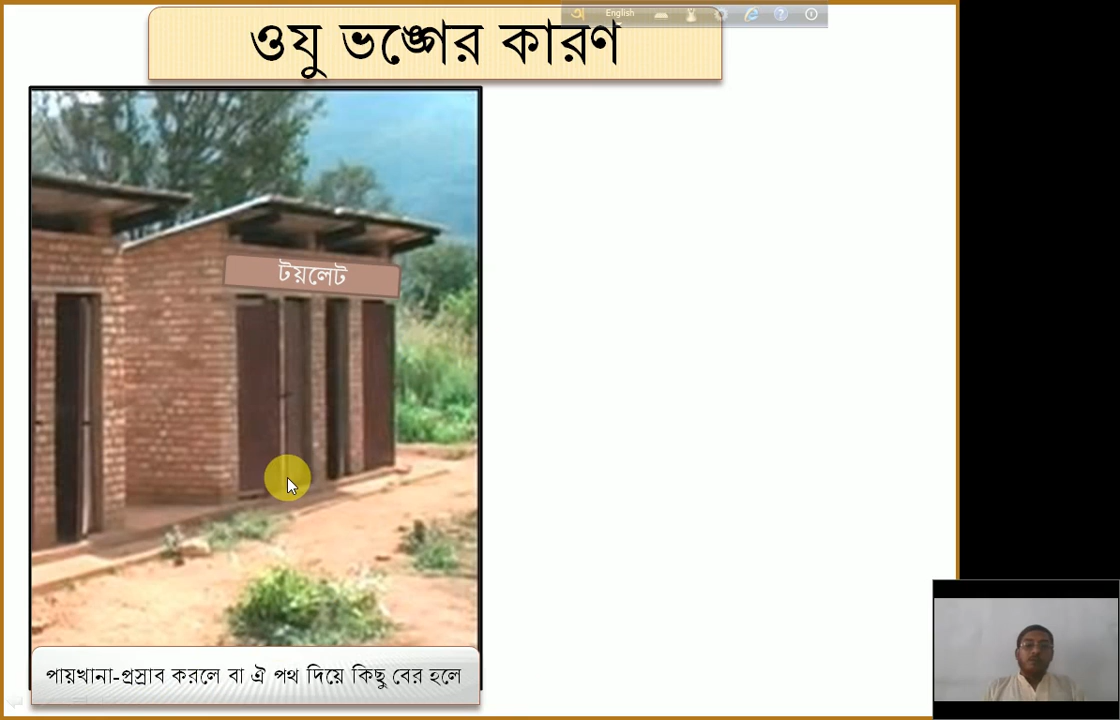 ওযু ভঙ্গের কারণ
English
টয়লেট
পায়খানা-প্রস্রাব করলে বা ঐ পথ দিয়ে কিছু বের হলে